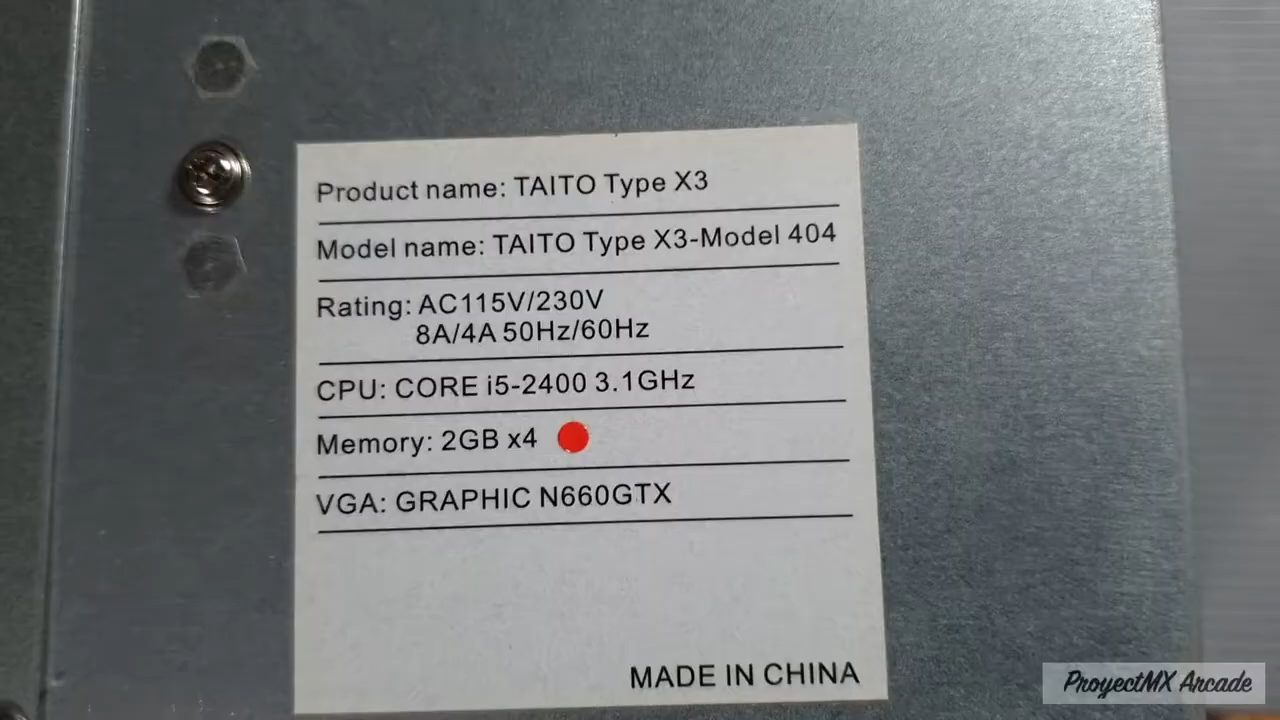 Product name: TAITO Type X3
Model name: TAITO Type X3-Model 404
Rating: AC115V/230V
8A/4A 50Hz/60Hz
CPU: CORE i5-2400 3.1GHz
Memory: 2GB x4
VGA: GRAPHIC N660GTX
MADE IN CHINA
ProyectMX Arcade